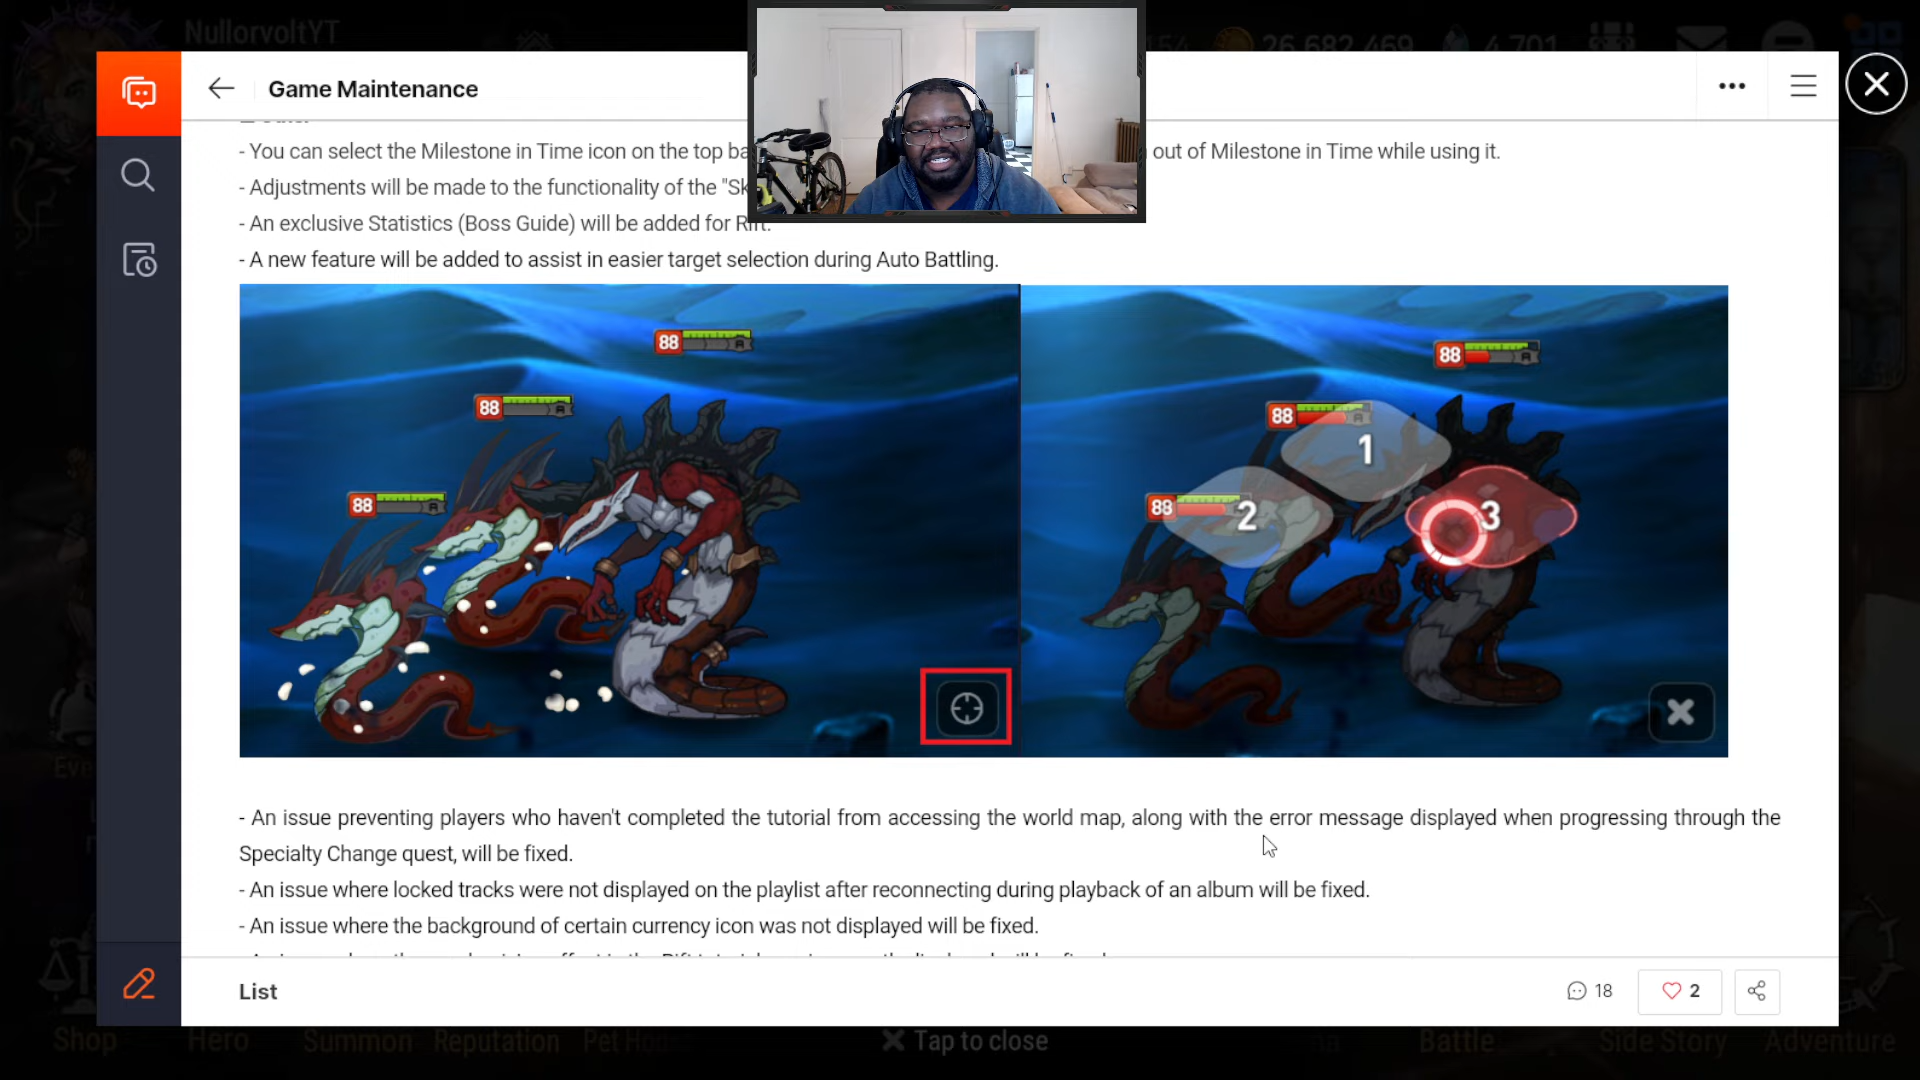 NullorvoltYT
26,682,469
4,701
Game Maintenance
- You can select the Milestone in Time icon on the top
out of Milestone in Time while using it.
- Adjustments will be made to the functionality of the
- An exclusive Statistics (Boss Guide) will be added for Rift.
- A new feature will be added to assist in easier target selection during Auto Battling.
88
88
88
88
88
1
88
2
3
- An issue preventing players who haven't completed the tutorial from accessing the world map, along with the error message displayed when progressing through the
Specialty Change quest, will be fixed.
- An issue where locked tracks were not displayed on the playlist after reconnecting during playback of an album will be fixed.
- An issue where the background of certain currency icon was not displayed will be fixed.
List
18
2
Shop
Hero
Summon
Reputation
Pet
Tap to close
Battle
Side Story
Adventure